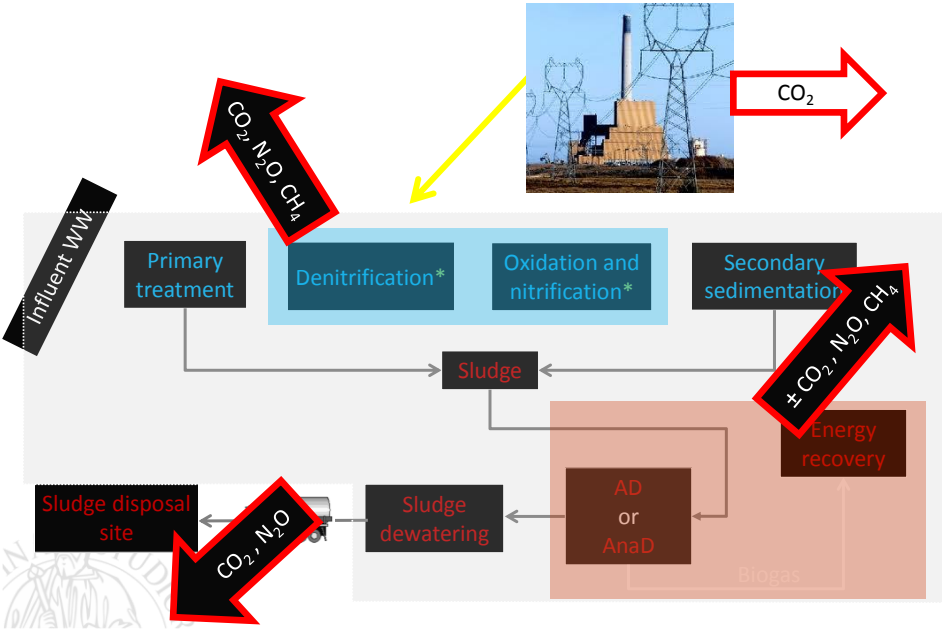 CO₂
CO₂, N₂O, CH₄
Influent WW
Primary
treatment
Denitrification*
Oxidation and
nitrification*
Secondary
sedimentation
± CO₂ , N₂O, CH₄
Sludge
Energy
recovery
Sludge disposal
site
CO₂ , N₂O
Sludge
dewatering
AD
or
AnaD
Biogas